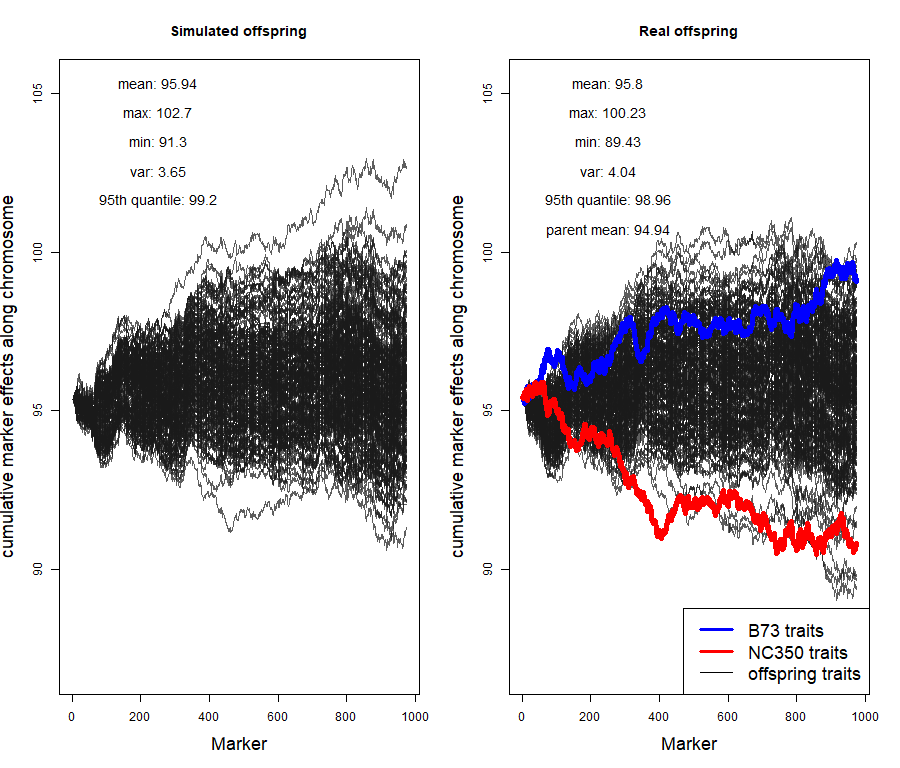 Simulated offspring
mean: 95.94
max: 102.7
min: 91.3
var: 3.65
95th quantile: 99.2
cumulative marker effects along chromosome
105
100
95
90
0 200 400 600 800 1000
Marker
Real offspring
mean: 95.8
max: 100.23
min: 89.43
var: 4.04
95th quantile: 98.96
parent mean: 94.94
cumulative marker effects along chromosome
105
100
95
90
B73 traits
NC350 traits
offspring traits
0 200 400 600 800 1000
Marker